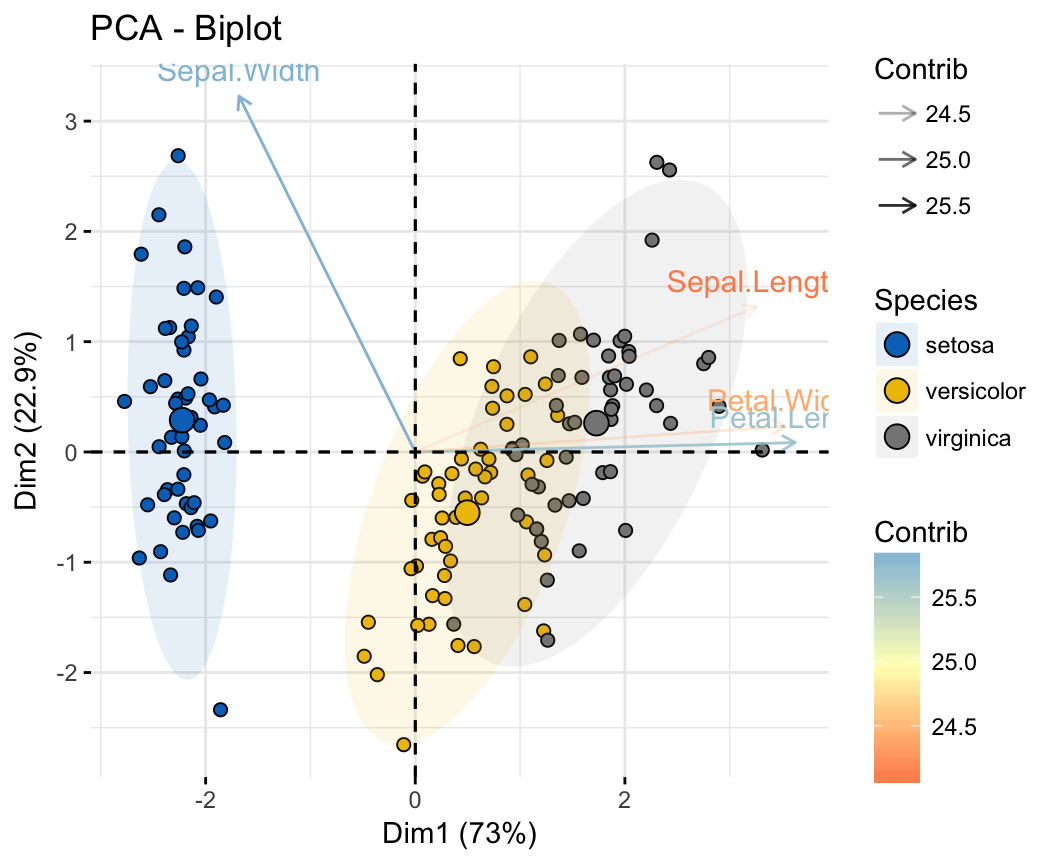 PCA - Biplot
Sepal.Width
Sepal.Lengt
Petal.Wid
Petal.Len
3
2
1
0
-1
-2
-2
0
2
Dim2 (22.9%)
Dim1 (73%)
Contrib
24.5
25.0
25.5
Species
setosa
versicolor
virginica
Contrib
25.5
25.0
24.5